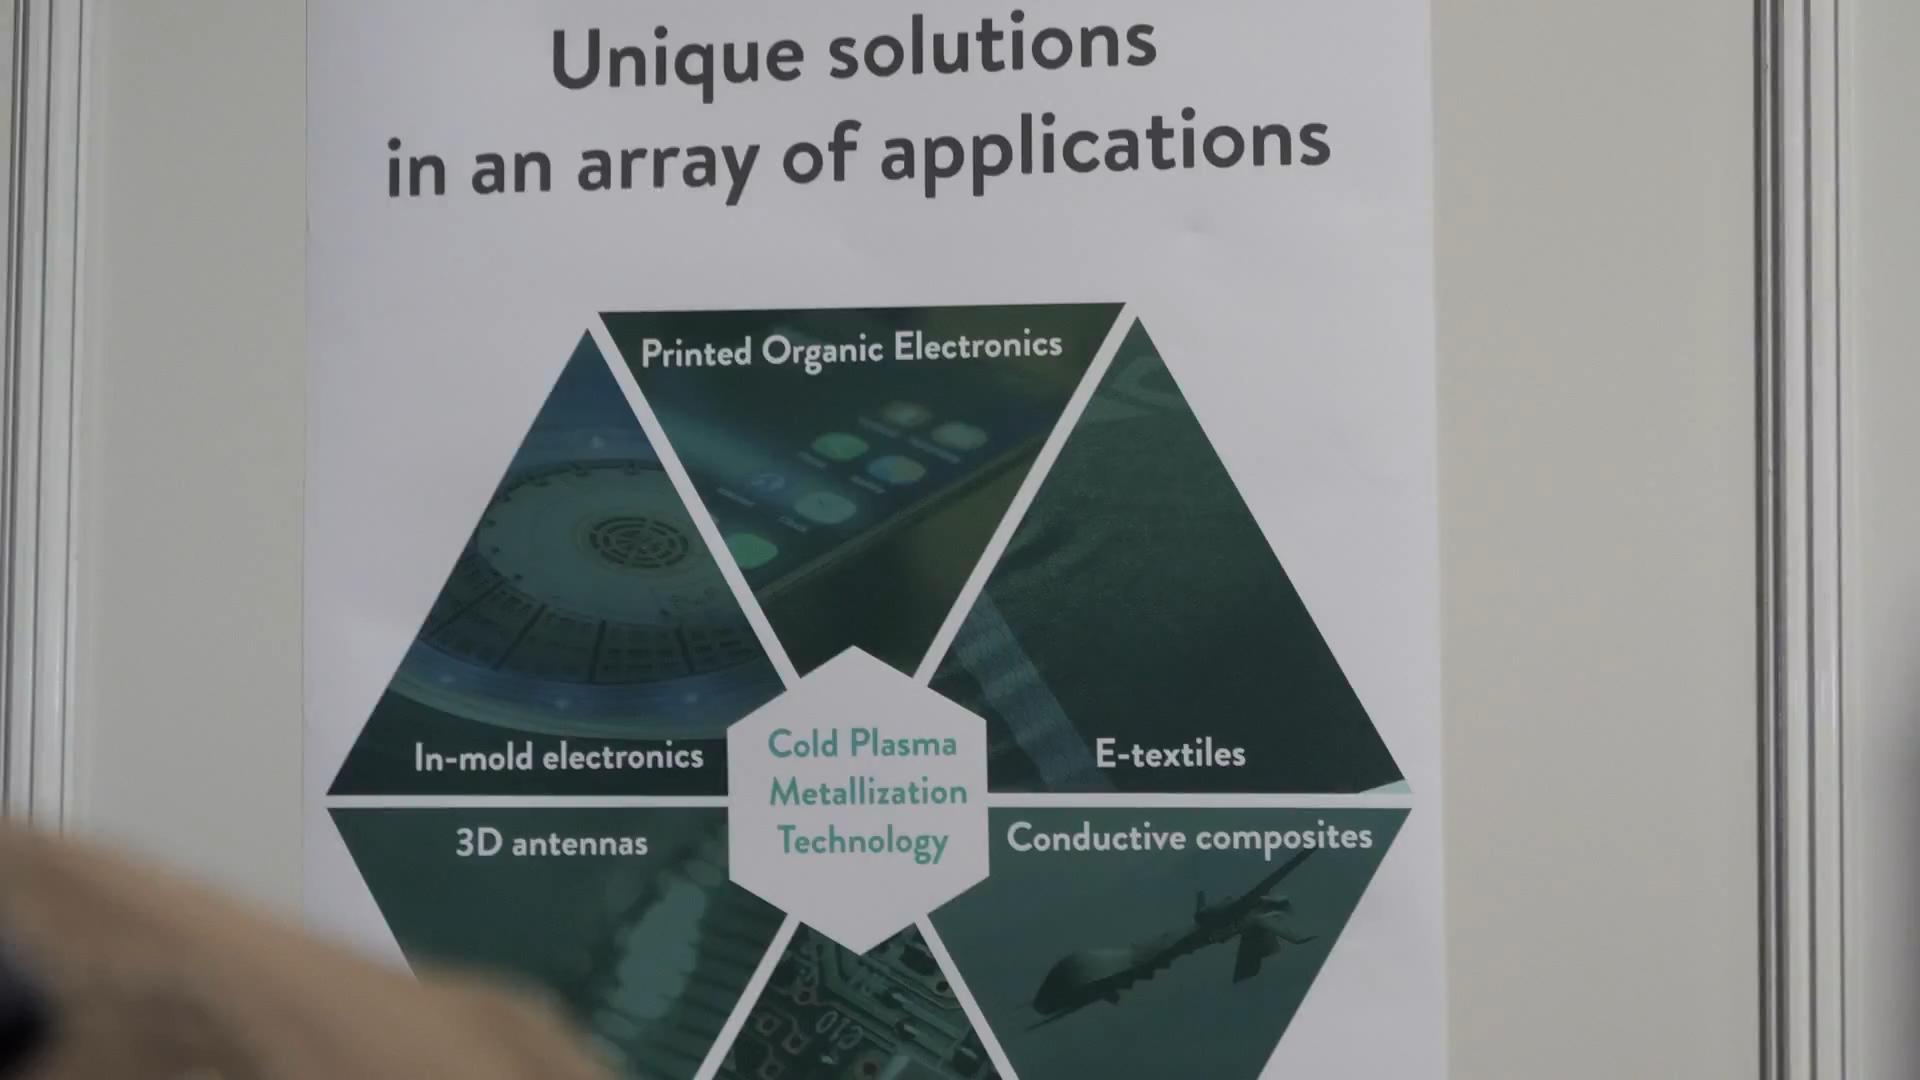 Unique solutions
in an array of applications
Printed Organic Electronics
In-mold electronics
E-textiles
Cold Plasma
Metallization
Technology
3D antennas
Conductive composites
C10